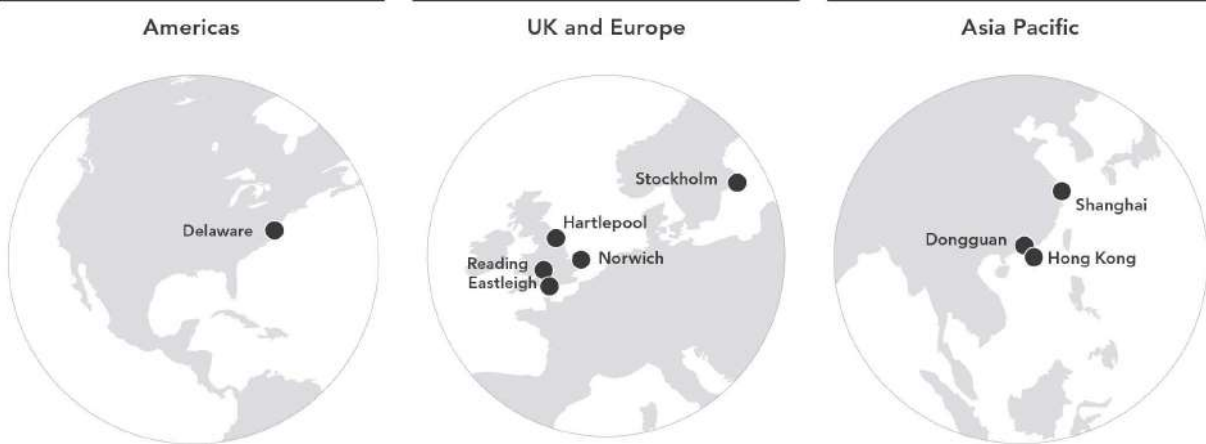 Americas
Delaware
UK and Europe
Stockholm
Hartlepool
Norwich
Reading
Eastleigh
Asia Pacific
Shanghai
Dongguan
Hong Kong